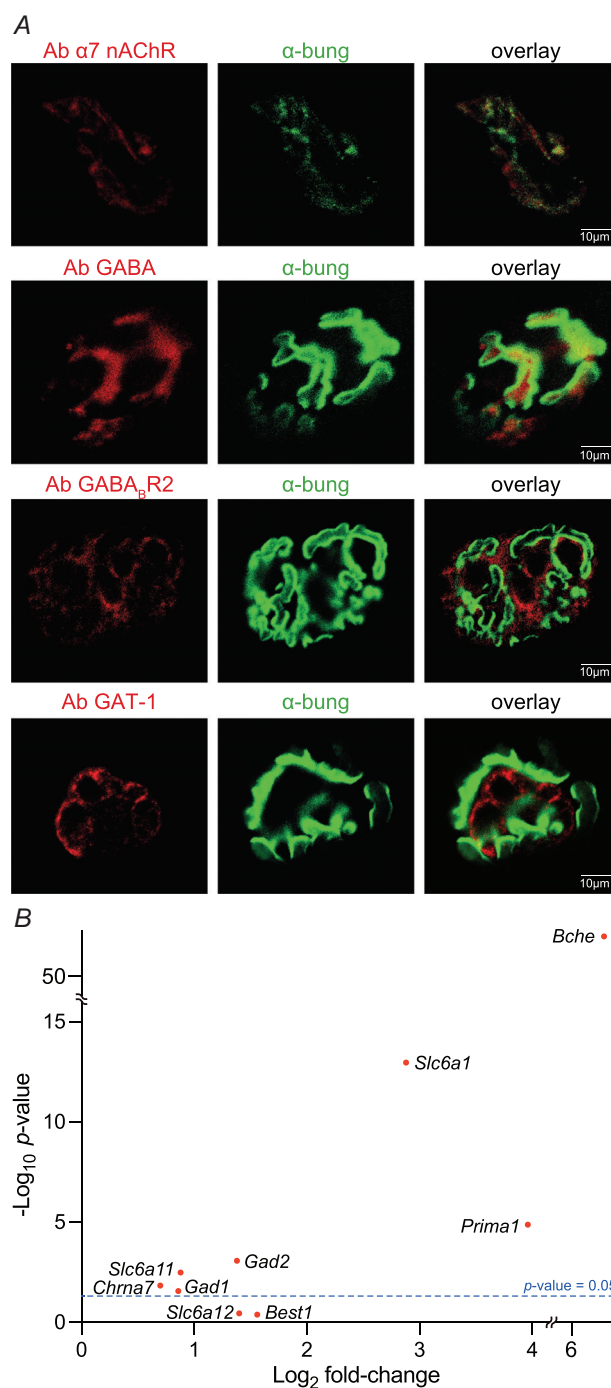 A
Ab α7 nAChR α-bung overlay
10µm
Ab GABA α-bung overlay
10µm
Ab GABABR2 α-bung overlay
10µm
Ab GAT-1 α-bung overlay
10µm
B
Bche
50
15
Slc6a1
10
-Log10 p-value
5
Prima1
Slc6a11 Gad2
Chrna7 Gad1
p-value = 0.05
Slc6a12 Best1
0
0 1 2 3 4 6
Log2 fold-change